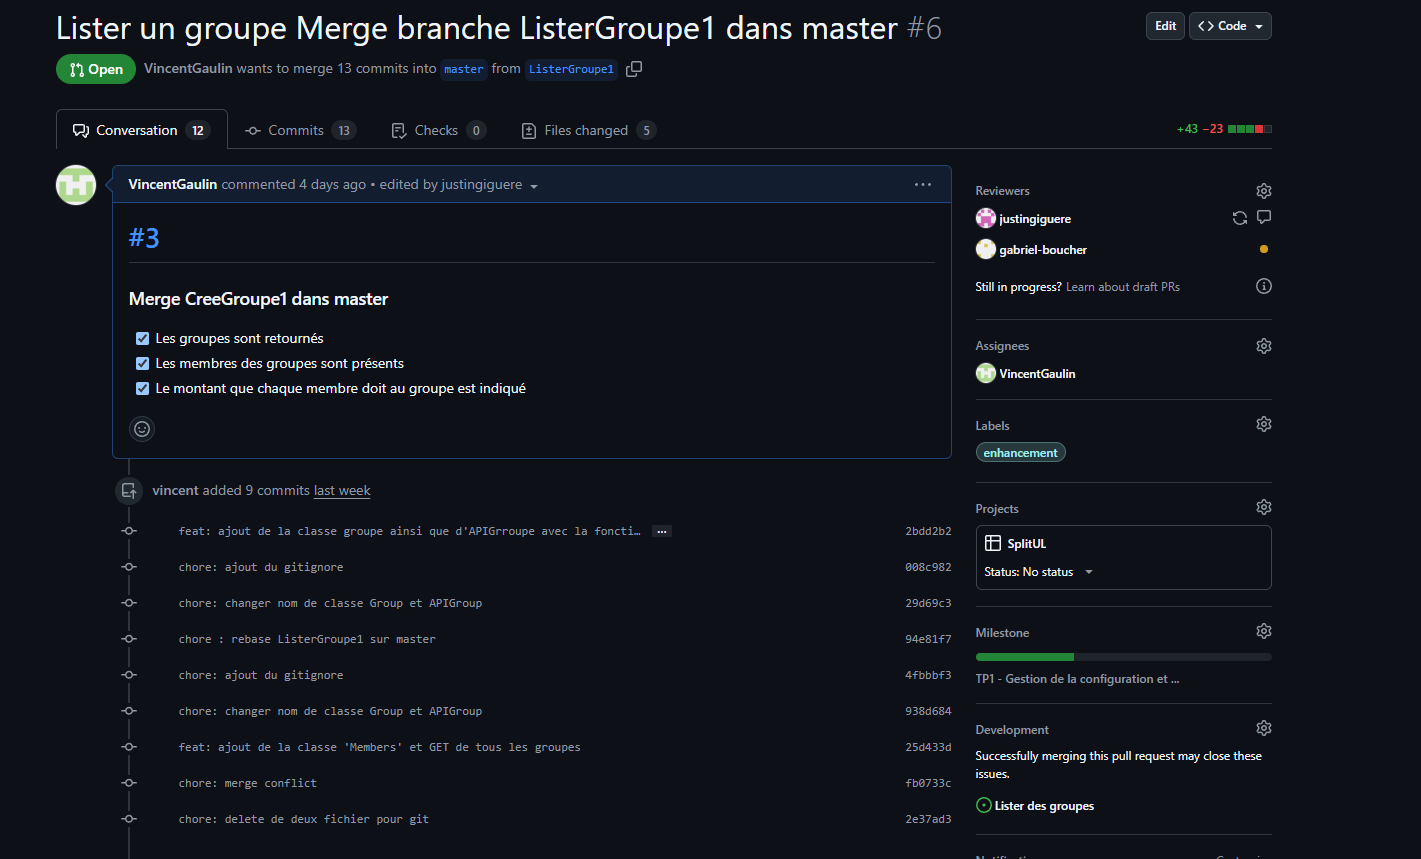 Lister un groupe Merge branche ListerGroupe1 dans master #6
Edit
Code
Open
VincentGaulin wants to merge 13 commits into master from ListerGroupe1
Conversation 12
Commits 13
Checks 0
Files changed 5
+43 −23
VincentGaulin commented 4 days ago • edited by justingiguere
#3
Merge CreeGroupe1 dans master
Les groupes sont retournés
Les membres des groupes sont présents
Le montant que chaque membre doit au groupe est indiqué
vincent added 9 commits last week
feat: ajout de la classe groupe ainsi que d'APIGrroupe avec la foncti… … 2bdd2b2
chore: ajout du gitignore 008c982
chore: changer nom de classe Group et APIGroup 29d69c3
chore : rebase ListerGroupe1 sur master 94e81f7
chore: ajout du gitignore 4fbbbf3
chore: changer nom de classe Group et APIGroup 938d684
feat: ajout de la classe 'Members' et GET de tous les groupes 25d433d
chore: merge conflict fb0733c
chore: delete de deux fichier pour git 2e37ad3
Reviewers
justingiguere
gabriel-boucher
Still in progress? Learn about draft PRs
Assignees
VincentGaulin
Labels
enhancement
Projects
SplitUL
Status: No status
Milestone
TP1 - Gestion de la configuration et ...
Development
Successfully merging this pull request may close these
issues.
Lister des groupes